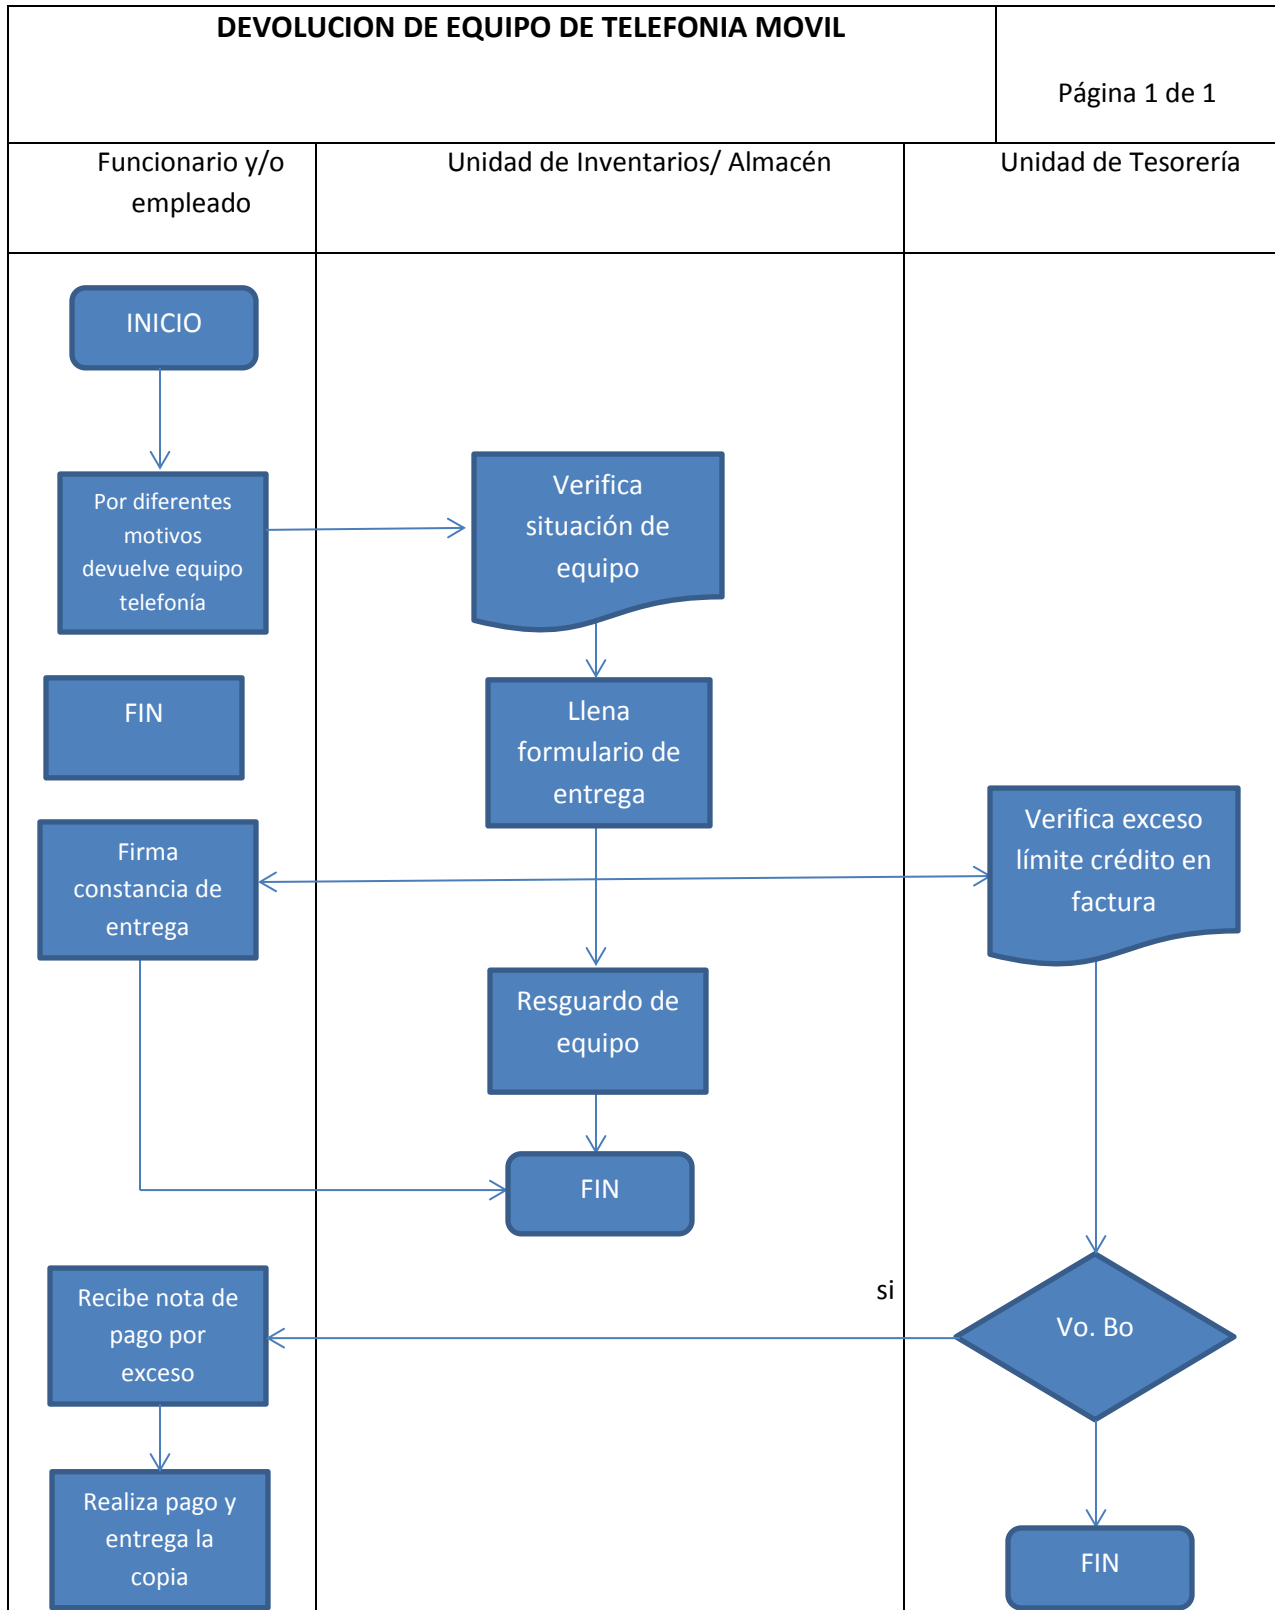 DEVOLUCION DE EQUIPO DE TELEFONIA MOVIL
Página 1 de 1
Funcionario y/o
empleado
Unidad de Inventarios/ Almacén
Unidad de Tesorería
INICIO
Por diferentes
motivos
devuelve equipo
telefonía
Verifica
situación de
equipo
FIN
Llena
formulario de
entrega
Firma
constancia de
entrega
Verifica exceso
límite crédito en
factura
Resguardo de
equipo
FIN
si
Vo. Bo
Recibe nota de
pago por
exceso
Realiza pago y
entrega la
copia
FIN